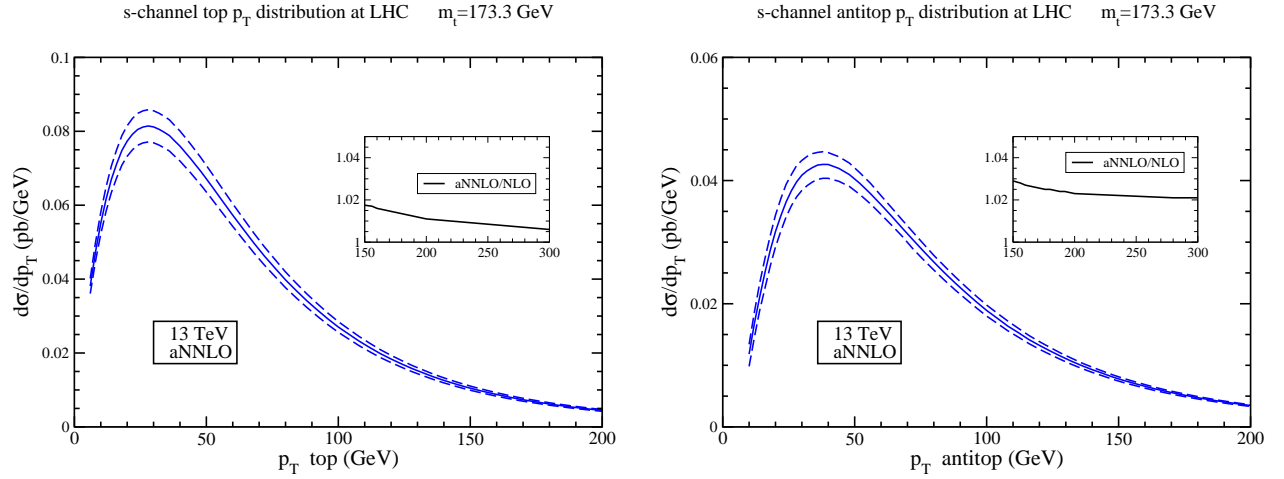 s-channel top p_T distribution at LHC m_t=173.3 GeV
0.1
0.08
0.06
0.04
0.02
0
dσ/dp_T (pb/GeV)
1.04
1.02
1
aNNLO/NLO
150 200 250 300
13 TeV
aNNLO
0 50 100 150 200
p_T top (GeV)
s-channel antitop p_T distribution at LHC m_t=173.3 GeV
0.06
0.04
0.02
0
dσ/dp_T (pb/GeV)
1.04
1.02
1
aNNLO/NLO
150 200 250 300
13 TeV
aNNLO
0 50 100 150 200
p_T antitop (GeV)